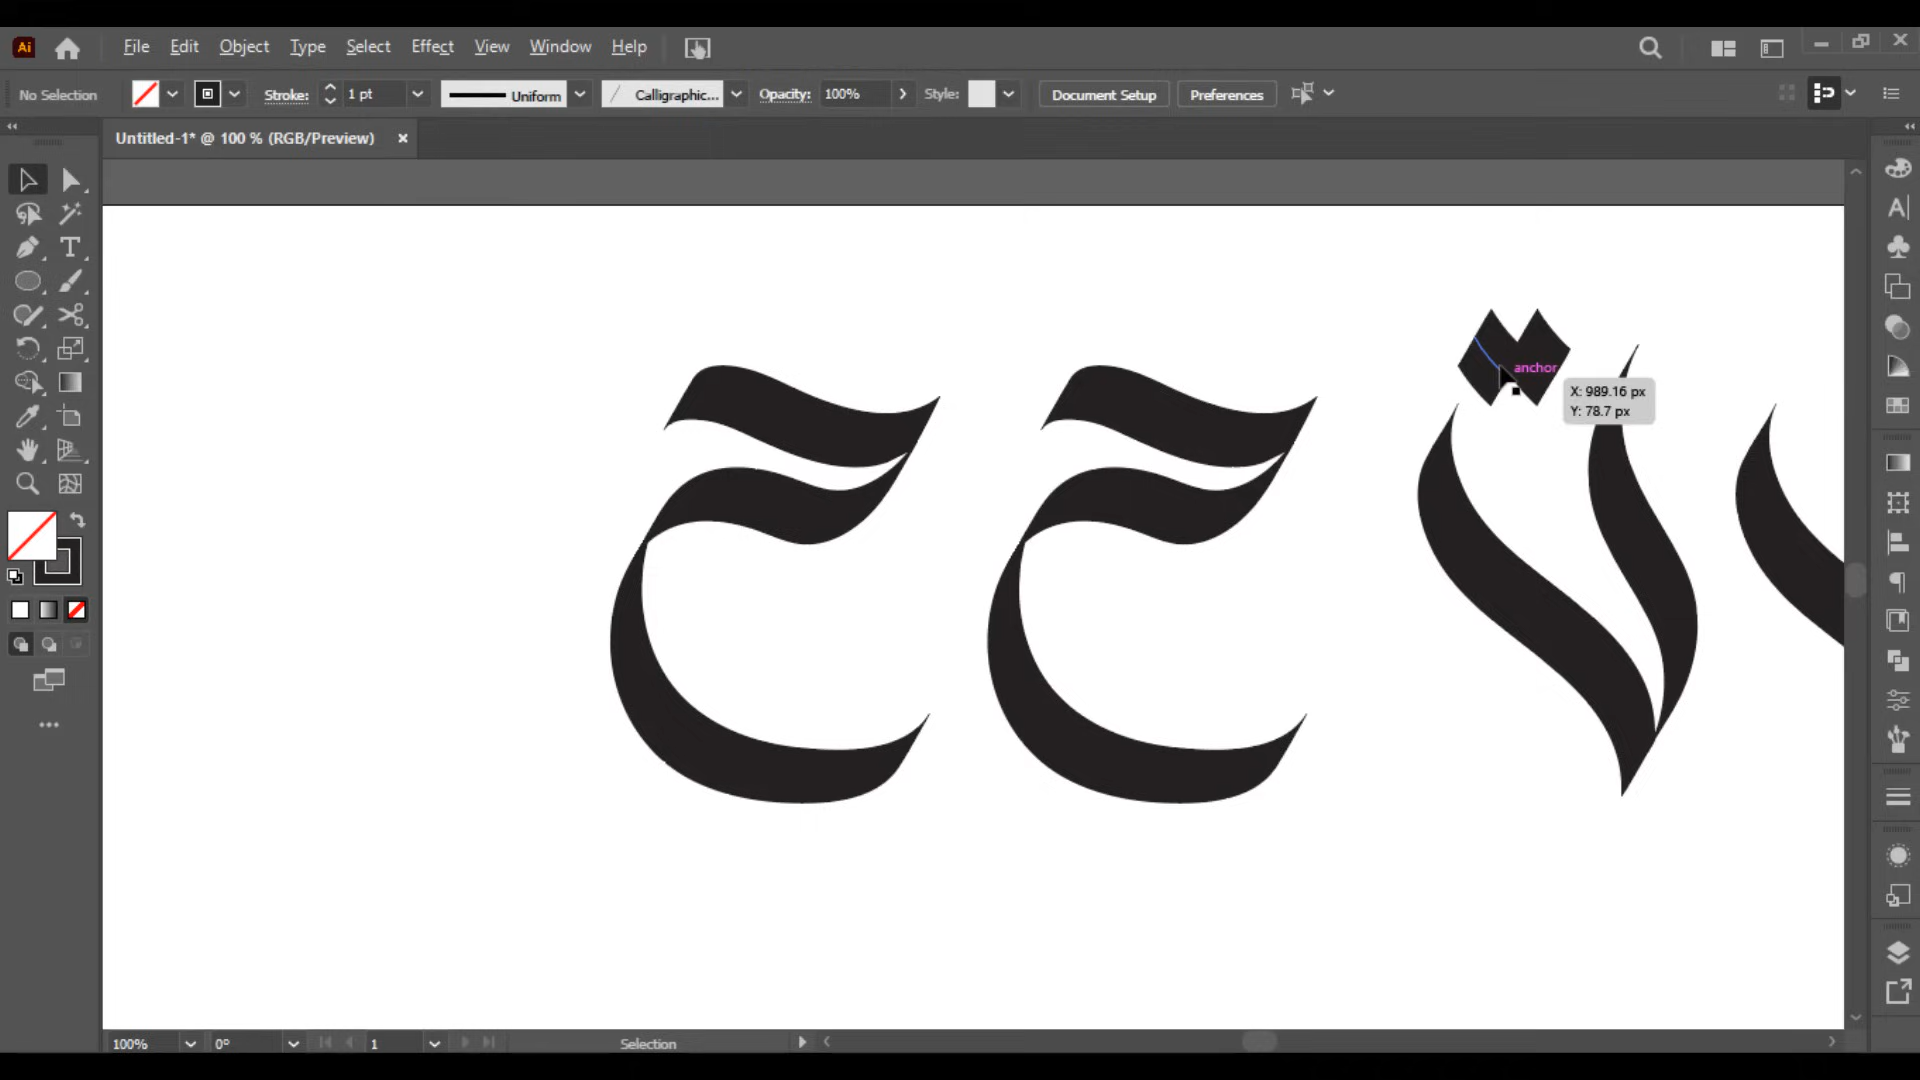 Ai File Edit Object Type Select Effect View Window Help
No Selection Stroke: 1 pt Uniform Calligraphic... Opacity: 100% Style: Document Setup Preferences
Untitled-1* @ 100 % (RGB/Preview)
anchor
X: 989.16 px
Y: 78.7 px
ح ح
100% 0° 1 Selection